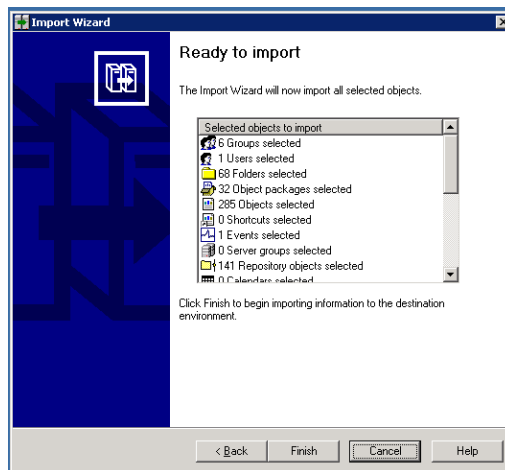 Import Wizard
Ready to import
The Import Wizard will now import all selected objects.
Selected objects to import
6 Groups selected
1 Users selected
68 Folders selected
32 Object packages selected
285 Objects selected
0 Shortcuts selected
1 Events selected
0 Server groups selected
141 Repository objects selected
0 Calendars selected
Click Finish to begin importing information to the destination
environment.
< Back Finish Cancel Help